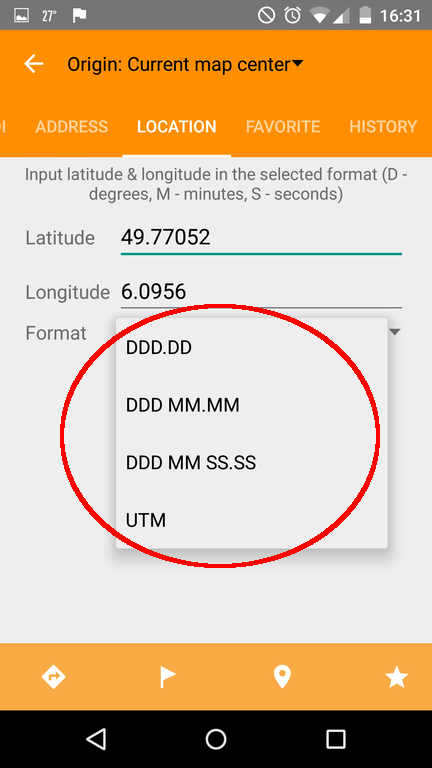 27° 16:31
Origin: Current map center
ADDRESS LOCATION FAVORITE HISTORY
Input latitude & longitude in the selected format (D -
degrees, M - minutes, S - seconds)
Latitude 49.77052
Longitude 6.0956
Format
DDD.DD
DDD MM.MM
DDD MM SS.SS
UTM